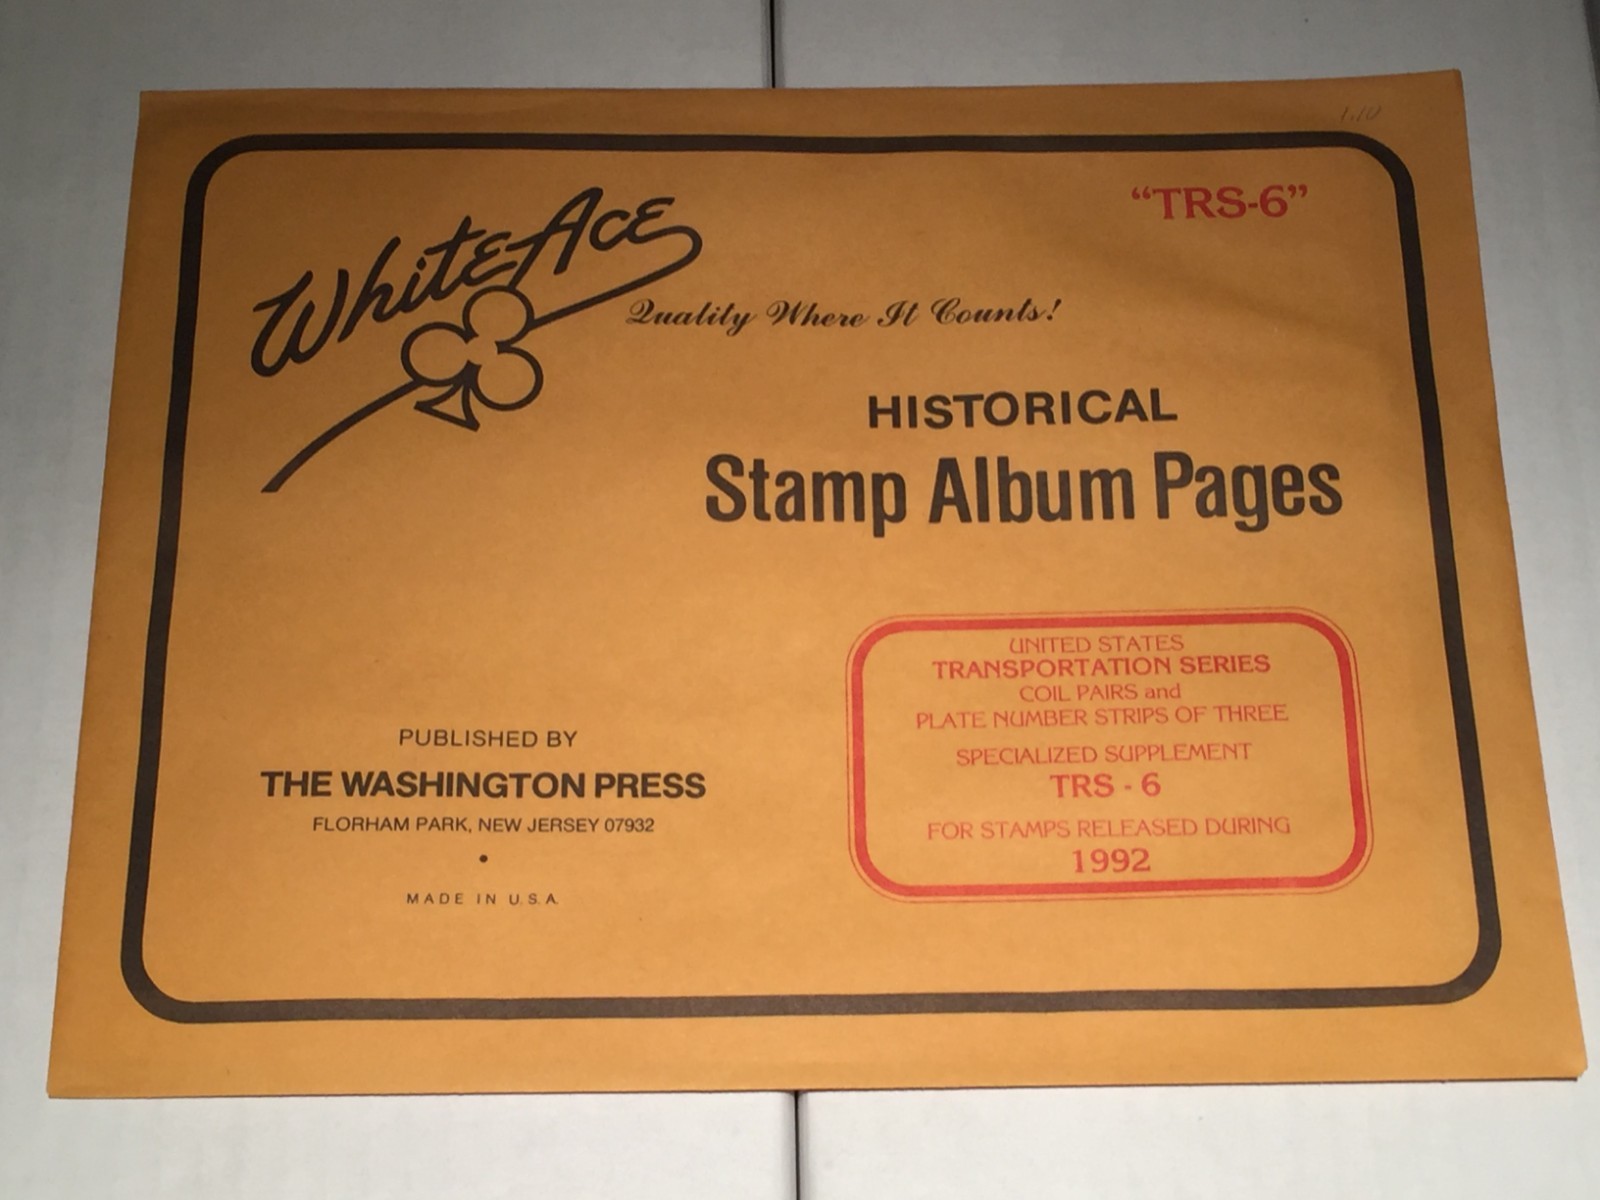 1.10
"TRS-6"
White Ace
Quality Where It Counts!
HISTORICAL
Stamp Album Pages
UNITED STATES
TRANSPORTATION SERIES
COIL PAIRS and
PLATE NUMBER STRIPS OF THREE
SPECIALIZED SUPPLEMENT
TRS - 6
FOR STAMPS RELEASED DURING
1992
PUBLISHED BY
THE WASHINGTON PRESS
FLORHAM PARK, NEW JERSEY 07932
MADE IN U.S.A.